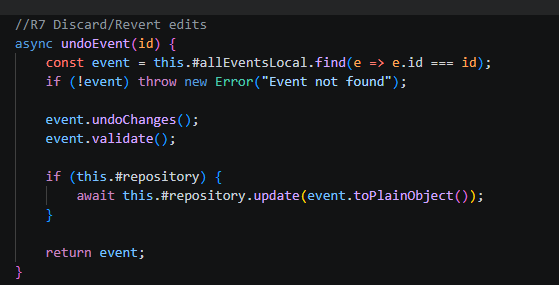 //R7 Discard/Revert edits
async undoEvent(id) {
    const event = this.#allEventsLocal.find(e => e.id === id);
    if (!event) throw new Error("Event not found");

    event.undoChanges();
    event.validate();

    if (this.#repository) {
        await this.#repository.update(event.toPlainObject());
    }

    return event;
}